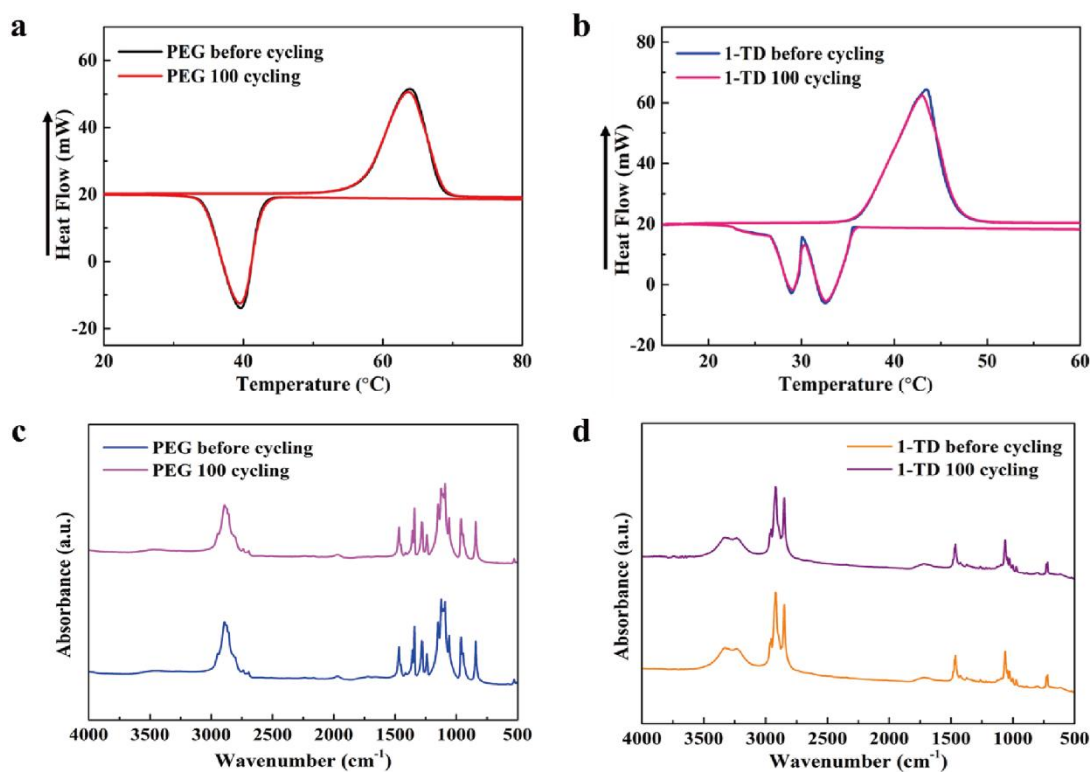 a
PEG before cycling
PEG 100 cycling
Heat Flow (mW)
60
40
20
0
-20
20
40
60
80
Temperature (°C)
b
1-TD before cycling
1-TD 100 cycling
Heat Flow (mW)
80
60
40
20
0
-20
20
30
40
50
60
Temperature (°C)
c
PEG before cycling
PEG 100 cycling
Absorbance (a.u.)
4000 3500 3000 2500 2000 1500 1000 500
Wavenumber (cm⁻¹)
d
1-TD before cycling
1-TD 100 cycling
Absorbance (a.u.)
4000 3500 3000 2500 2000 1500 1000 500
Wavenumber (cm⁻¹)